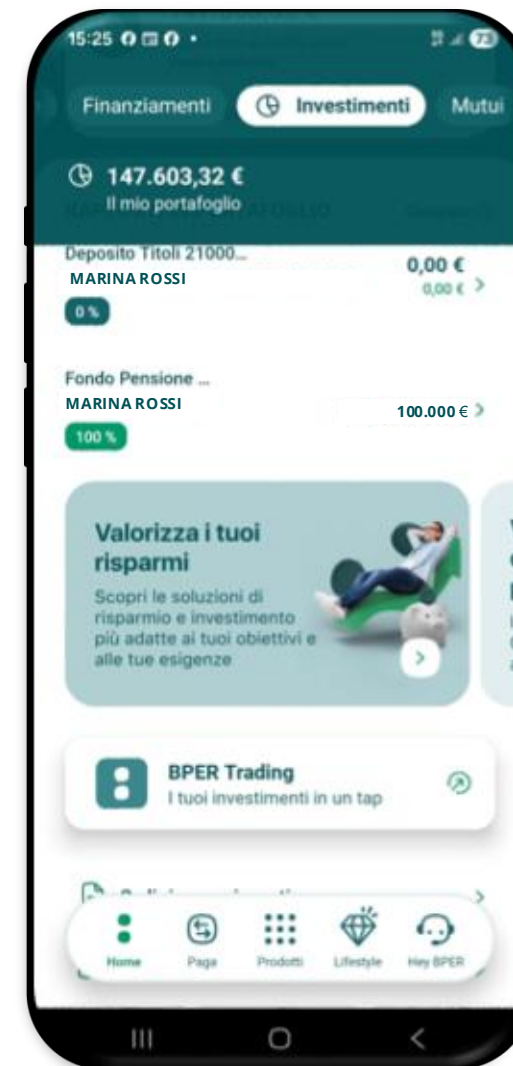 15:25
73
Finanziamenti
Investimenti
Mutui
147.603,32 €
Il mio portafoglio
Deposito Titoli 21000...
MARINA ROSSI
0,00 €
0,00 €
0 %
Fondo Pensione ...
MARINA ROSSI
100.000 €
100 %
Valorizza i tuoi
risparmi
Scopri le soluzioni di
risparmio e investimento
più adatte ai tuoi obiettivi e
alle tue esigenze
BPER Trading
I tuoi investimenti in un tap
Home
Paga
Prodotti
Lifestyle
Hey BPER